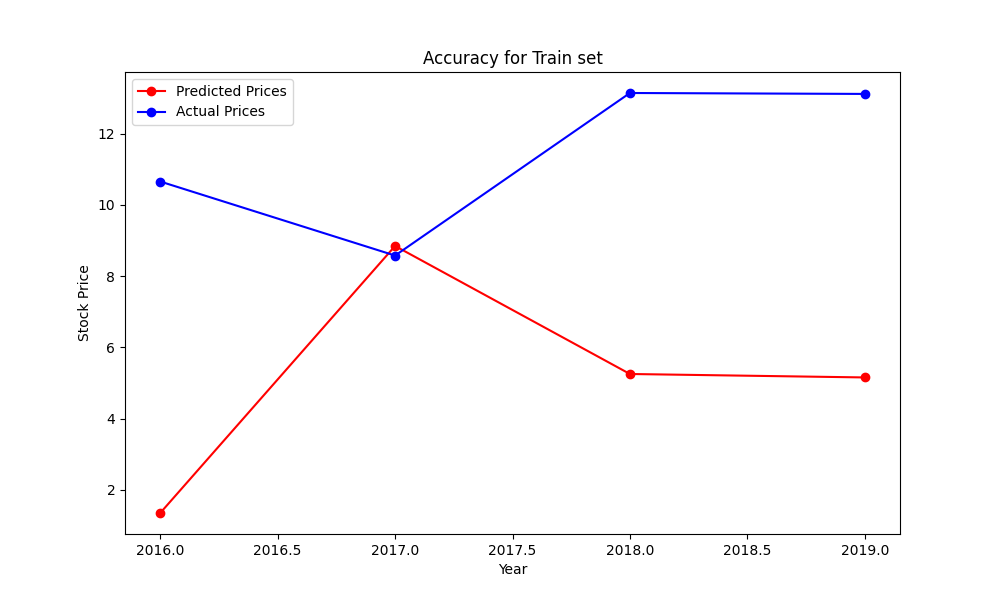 Accuracy for Train set
Predicted Prices
Actual Prices
Stock Price
12
10
8
6
4
2
2016.0
2016.5
2017.0
2017.5
2018.0
2018.5
2019.0
Year